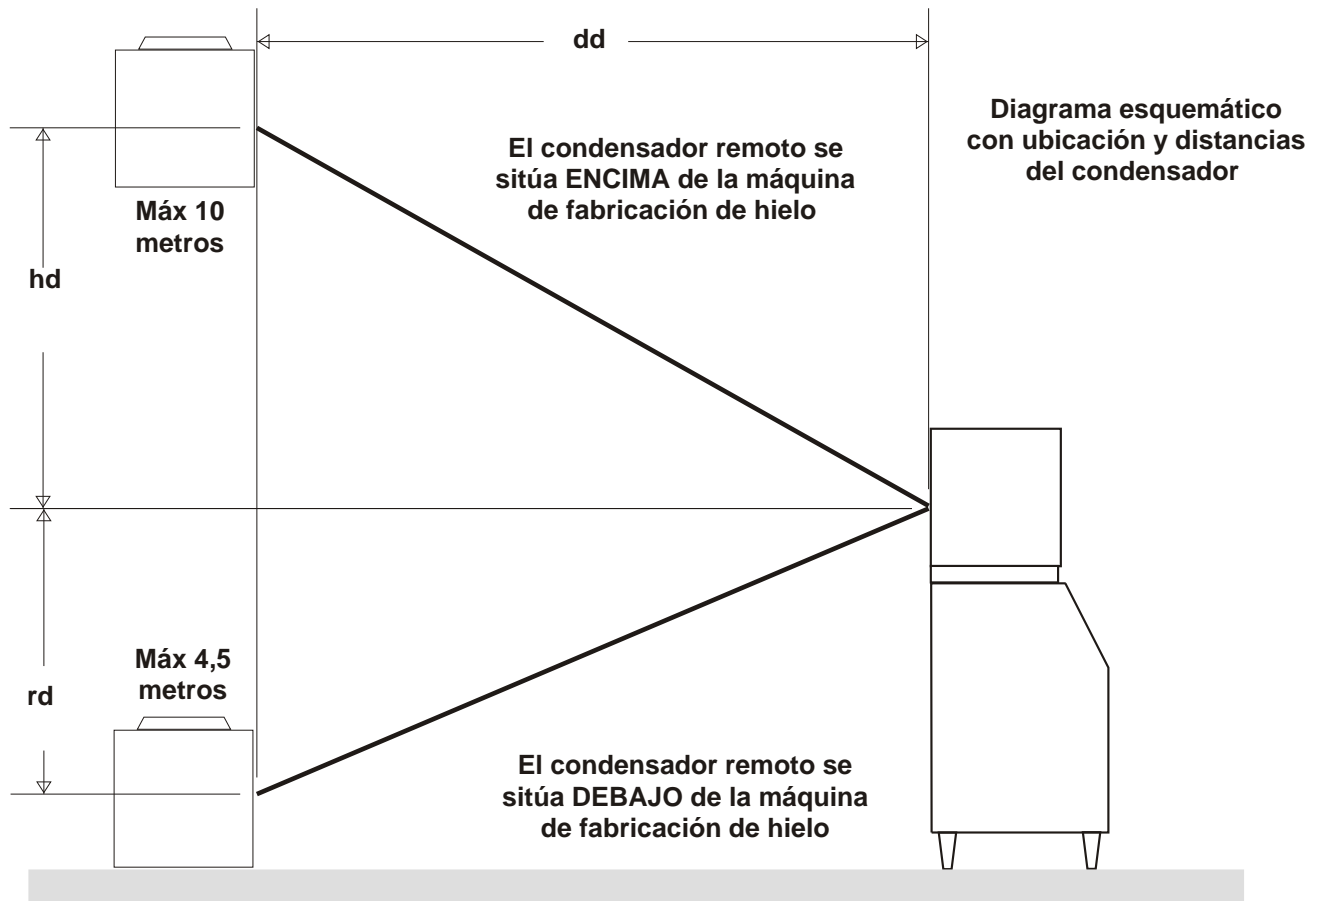 dd
Diagrama esquemático
con ubicación y distancias
del condensador
El condensador remoto se
sitúa ENCIMA de la máquina
de fabricación de hielo
Máx 10
metros
hd
Máx 4,5
metros
rd
El condensador remoto se
sitúa DEBAJO de la máquina
de fabricación de hielo